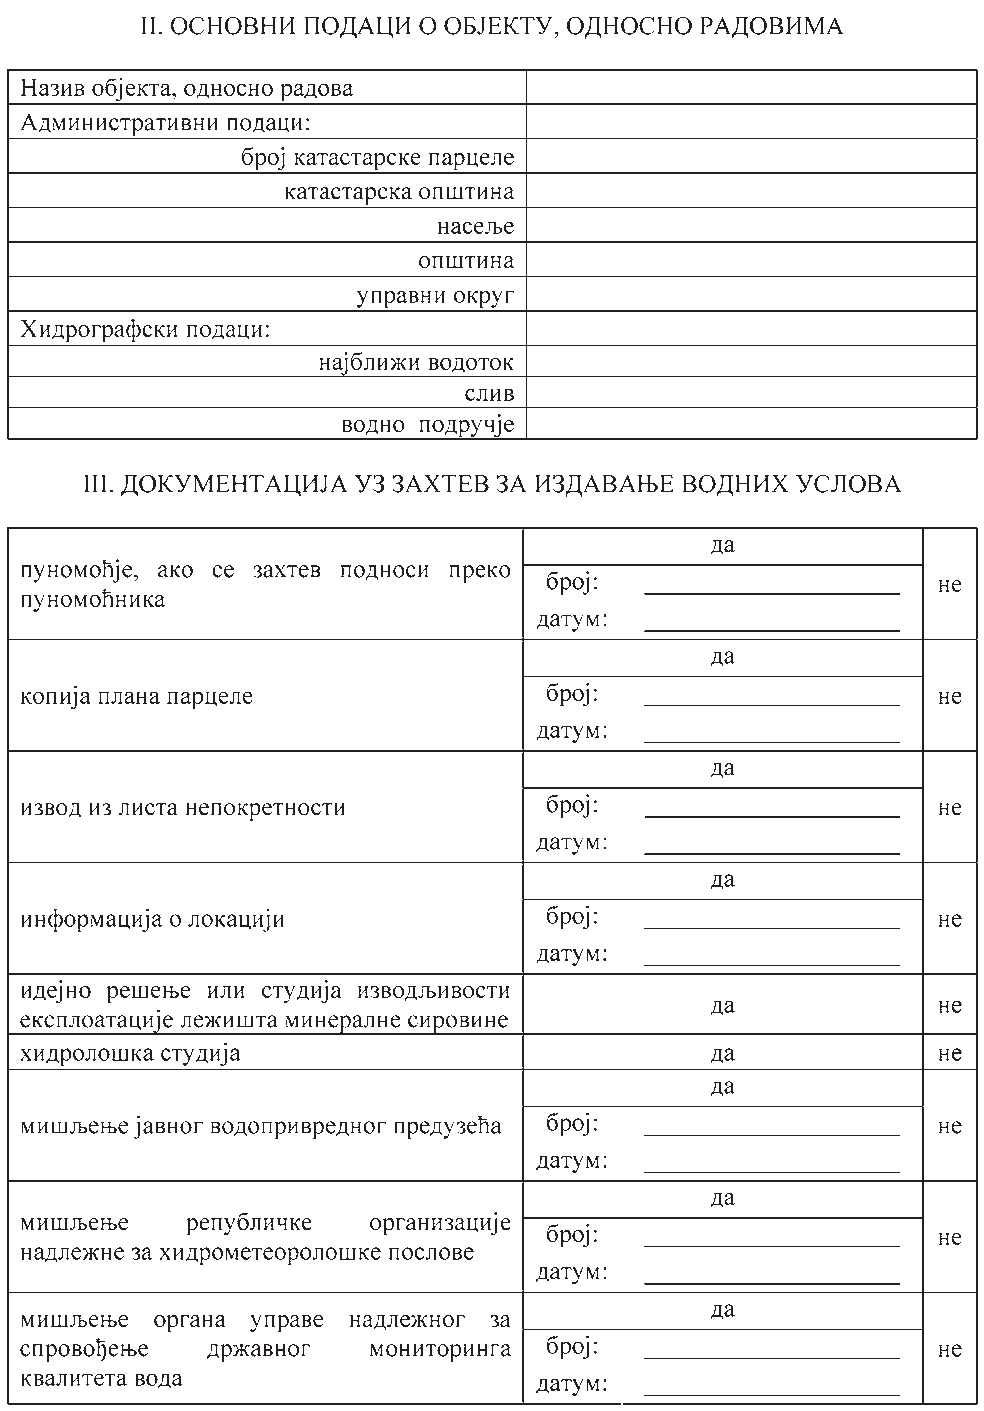 II. ОСНОВНИ ПОДАЦИ О ОБЈЕКТУ, ОДНОСНО РАДОВИМА
Назив објекта, односно радова
Административни подаци:
број катастарске парцеле
катастарска општина
насеље
општина
управни округ
Хидрографски подаци:
најближи водоток
слив
водно подручје
III. ДОКУМЕНТАЦИЈА УЗ ЗАХТЕВ ЗА ИЗДАВАЊЕ ВОДНИХ УСЛОВА
пуномоћје, ако се захтев подноси преко
пуномоћника
да
број:
датум:
не
копија плана парцеле
да
број:
датум:
не
извод из листа непокретности
да
број:
датум:
не
информација о локацији
да
број:
датум:
не
идејно решење или студија изводљивости
експлоатације лежишта минералне сировине
да
не
хидролошка студија
да
не
мишљење јавног водопривредног предузећа
да
број:
датум:
не
мишљење републичке организације
надлежне за хидрометеоролошке послове
да
број:
датум:
не
мишљење органа управе надлежног за
спровођење државног мониторинга
квалитета вода
да
број:
датум:
не